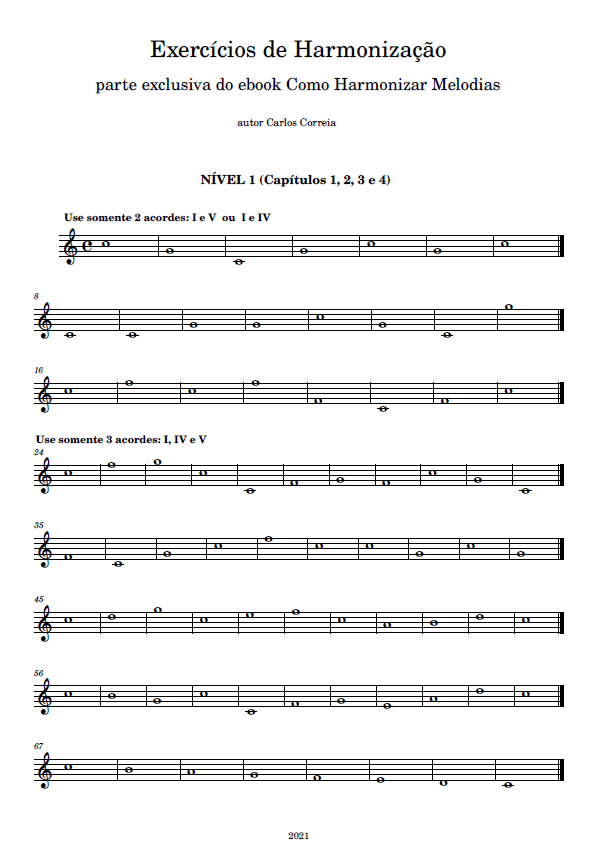 Exercícios de Harmonização
parte exclusiva do ebook Como Harmonizar Melodias
autor Carlos Correia
NÍVEL 1 (Capítulos 1, 2, 3 e 4)
Use somente 2 acordes: I e V ou I e IV
8
16
Use somente 3 acordes: I, IV e V
24
35
45
56
67
2021